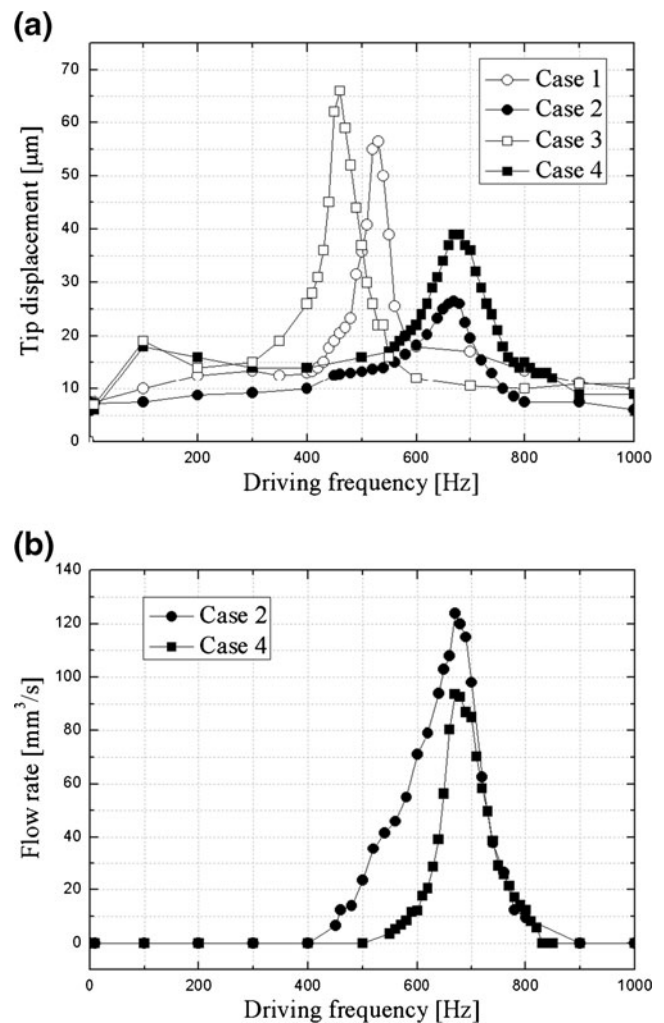 (a)
70
60
50
40
30
20
10
0
Tip displacement [μm]
Case 1
Case 2
Case 3
Case 4
200 400 600 800 1000
Driving frequency [Hz]
(b)
140
120
100
80
60
40
20
0
Flow rate [mm³/s]
Case 2
Case 4
0 200 400 600 800 1000
Driving frequency [Hz]